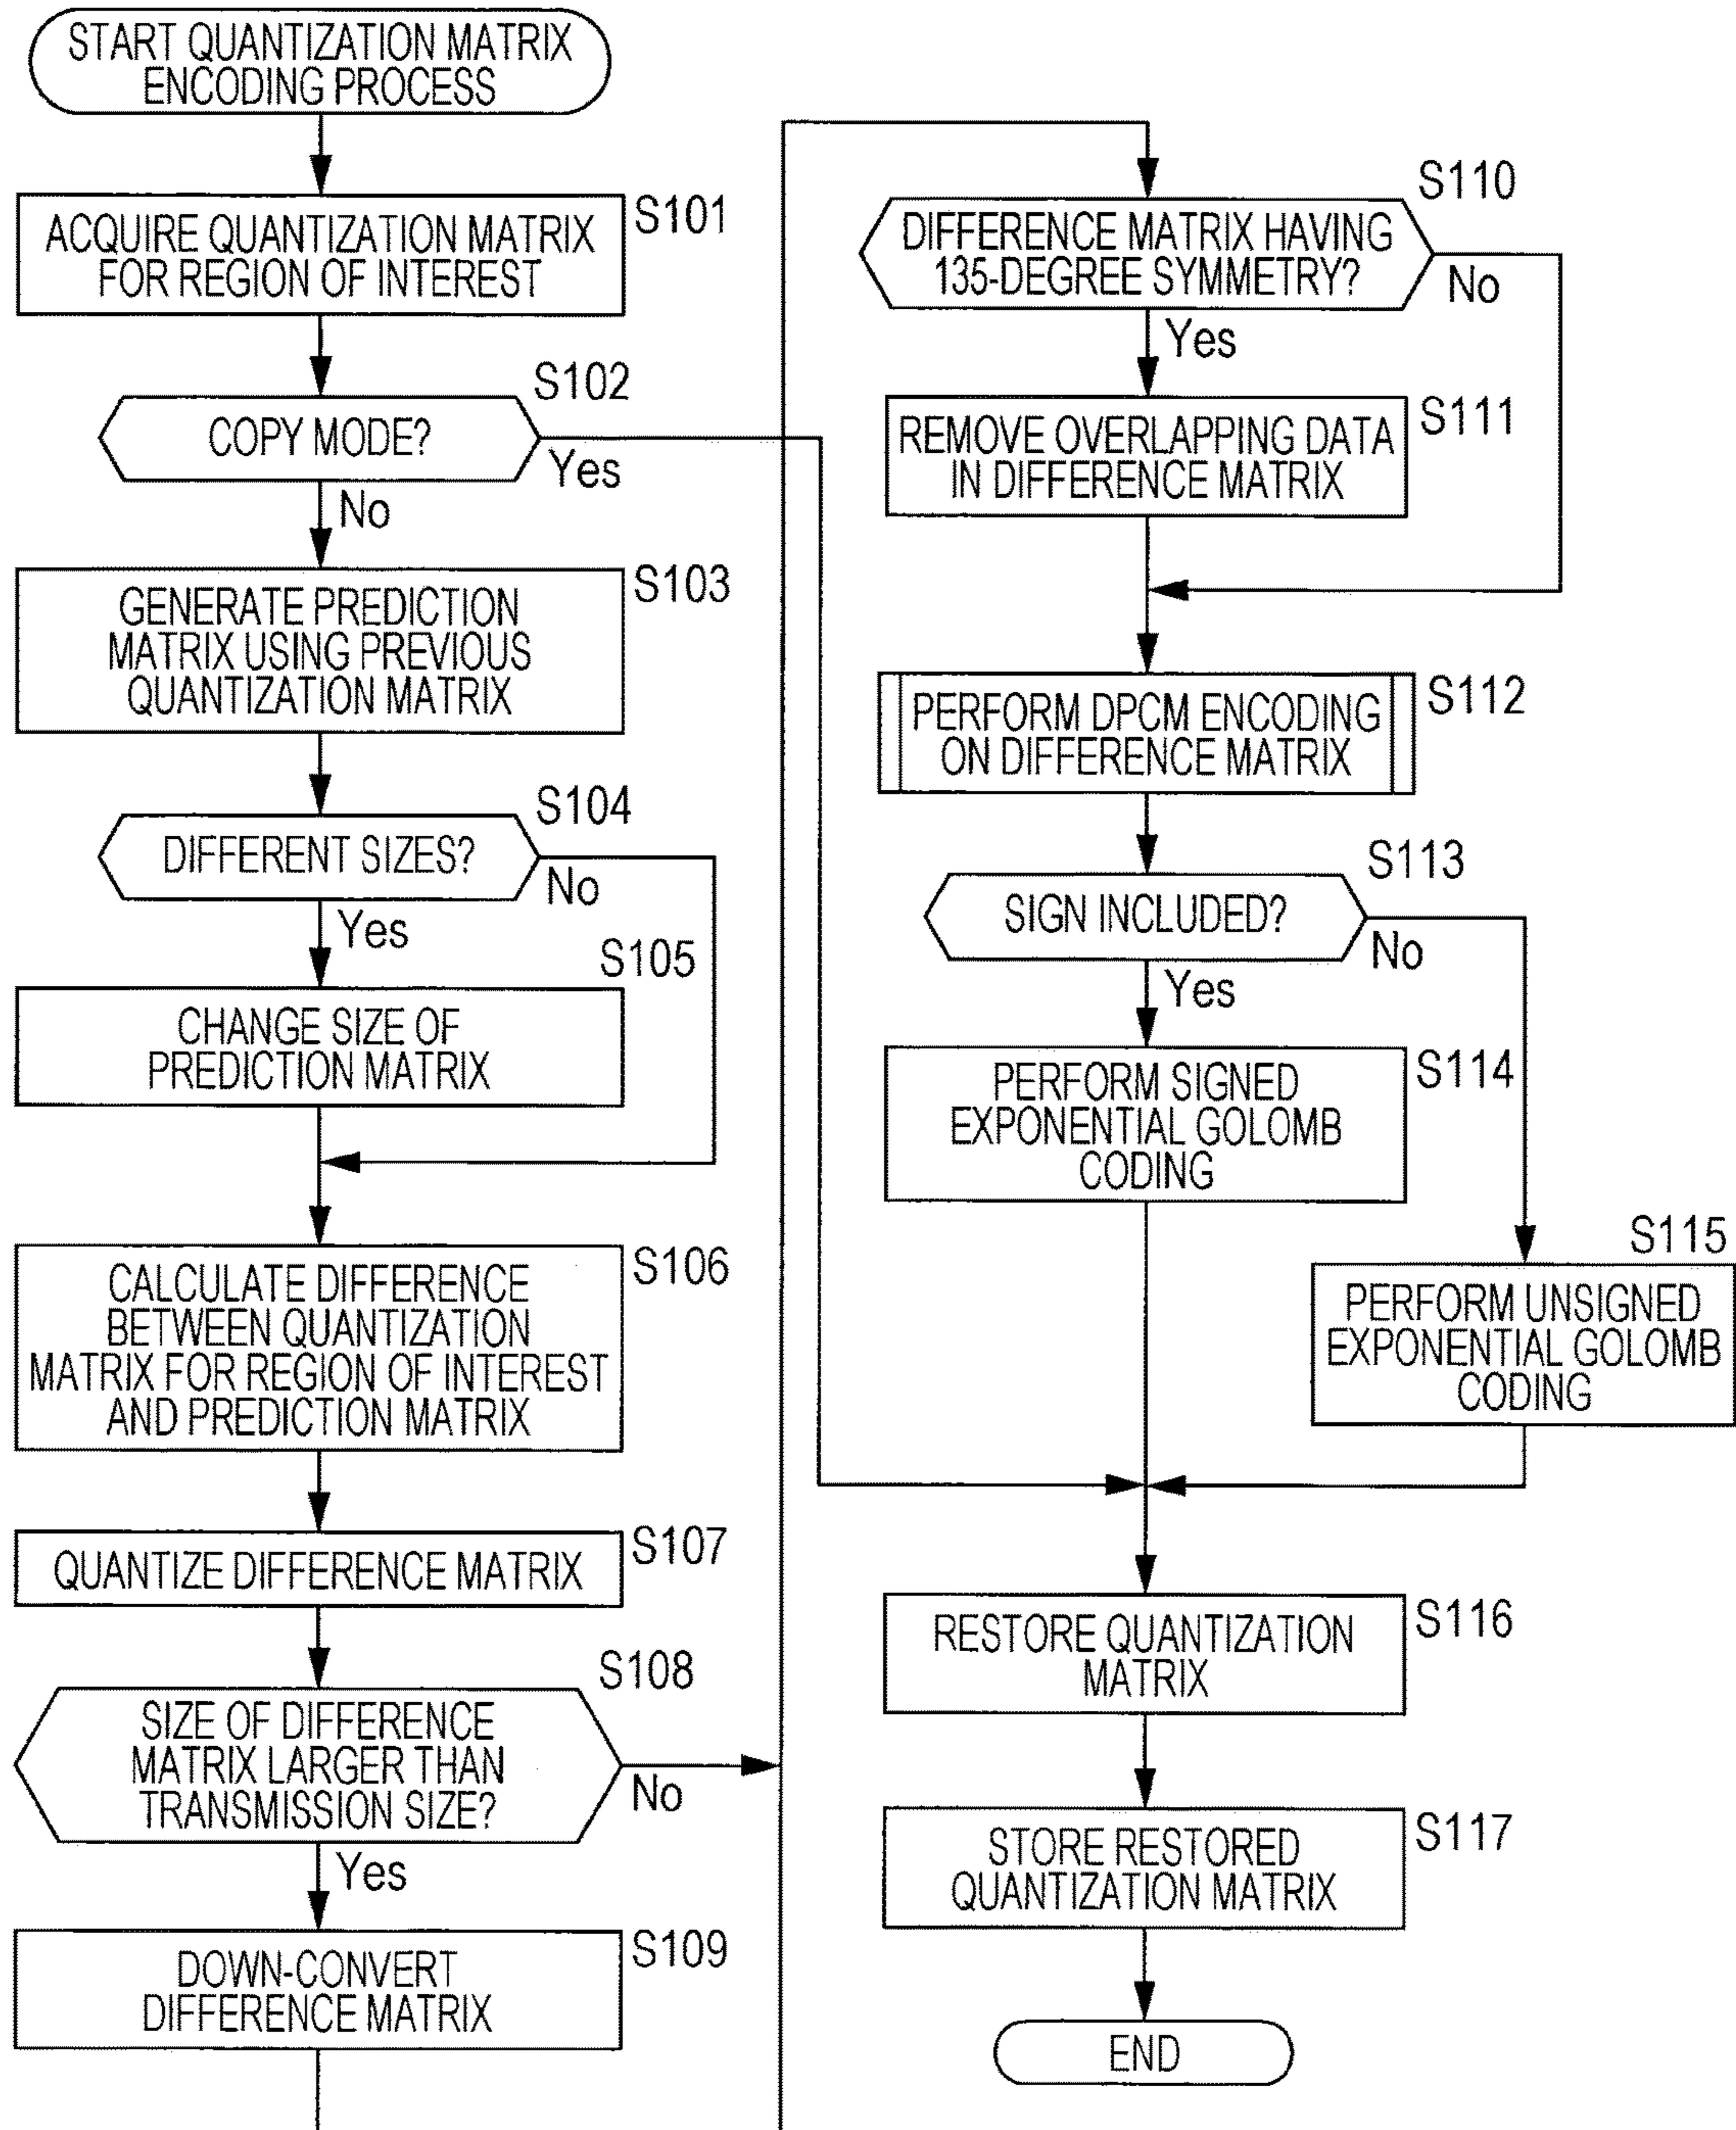 START QUANTIZATION MATRIX
ENCODING PROCESS
S101
ACQUIRE QUANTIZATION MATRIX
FOR REGION OF INTEREST
S102
COPY MODE?
Yes
No
S103
GENERATE PREDICTION
MATRIX USING PREVIOUS
QUANTIZATION MATRIX
S104
DIFFERENT SIZES?
No
Yes
S105
CHANGE SIZE OF
PREDICTION MATRIX
S106
CALCULATE DIFFERENCE
BETWEEN QUANTIZATION
MATRIX FOR REGION OF INTEREST
AND PREDICTION MATRIX
S107
QUANTIZE DIFFERENCE MATRIX
S108
SIZE OF DIFFERENCE
MATRIX LARGER THAN
TRANSMISSION SIZE?
No
Yes
S109
DOWN-CONVERT
DIFFERENCE MATRIX
S110
DIFFERENCE MATRIX HAVING
135-DEGREE SYMMETRY?
No
Yes
S111
REMOVE OVERLAPPING DATA
IN DIFFERENCE MATRIX
S112
PERFORM DPCM ENCODING
ON DIFFERENCE MATRIX
S113
SIGN INCLUDED?
No
Yes
S114
PERFORM SIGNED
EXPONENTIAL GOLOMB
CODING
S115
PERFORM UNSIGNED
EXPONENTIAL GOLOMB
CODING
S116
RESTORE QUANTIZATION
MATRIX
S117
STORE RESTORED
QUANTIZATION MATRIX
END